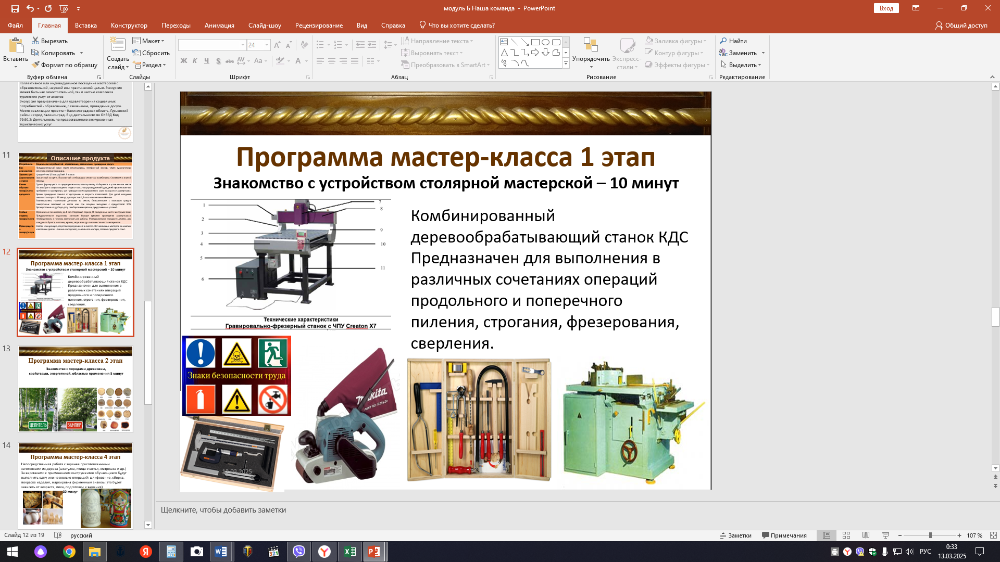 модуль Б Наша команда - PowerPoint
Вход
Файл
Главная
Вставка
Конструктор
Переходы
Анимация
Слайд-шоу
Рецензирование
Вид
Справка
Что вы хотите сделать?
Общий доступ
Вставить
Вырезать
Копировать
Формат по образцу
Буфер обмена
Создать слайд
Макет
Сбросить
Раздел
Слайды
24
Ж К Ч S abc AV Aa
Шрифт
Направление текста
Выровнять текст
Преобразовать в SmartArt
Абзац
Упорядочить
Экспресс-стили
Заливка фигуры
Контур фигуры
Эффекты фигуры
Рисование
Найти
Заменить
Выделить
Редактирование
Коллективное или индивидуальное посещение мастерской с
образовательной, научной или практической целью. Экскурсия
может быть как самостоятельной, так и частью комплекса
туристских услуг от агентов
Экскурсия предназначена для удовлетворения социальных
потребностей - образование, развлечение, проведение досуга.
Место реализации проекта – Калининградская область, Гурьевский
район и город Калининград. Вид деятельности по ОКВЭД Код
79.90.2: Деятельность по предоставлению экскурсионных
туристических услуг
11
Описание продукта
12
Программа мастер-класса 1 этап
Знакомство с устройством столярной мастерской – 10 минут
Комбинированный
деревообрабатывающий станок КДС
Предназначен для выполнения в
различных сочетаниях операций
продольного и поперечного
пиления, строгания, фрезерования,
сверления.
13
Программа мастер-класса 2 этап
Знакомство с породами древесины,
свойствами, энергетикой, областью применения 5 минут
ЦЕЛИТЕЛЬ
ВАМПИР
14
Программа мастер-класса 4 этап
Непосредственная работа с заранее приготовленными
заготовками из дерева (шкатулка, птица счастья, матрешка и др.)
За верстаками с применением инструментов обучающиеся будут
выполнять одну или несколько операций: шлифование, сборка,
покраска изделия, маркировка фирменным знаком (это будет
зависеть от возраста, пола, подготовки и желания)
30 минут
Программа мастер-класса 1 этап
Знакомство с устройством столярной мастерской – 10 минут
1
2
3
4
5
6
7
8
9
10
11
Технические характеристики
Гравировально-фрезерный станок с ЧПУ Creaton X7
Комбинированный
деревообрабатывающий станок КДС
Предназначен для выполнения в
различных сочетаниях операций
продольного и поперечного
пиления, строгания, фрезерования,
сверления.
Знаки безопасности труда
makita
13.03.2025
Щелкните, чтобы добавить заметки
Слайд 12 из 19
русский
Заметки
Примечания
107 %
РУС
0:33
13.03.2025